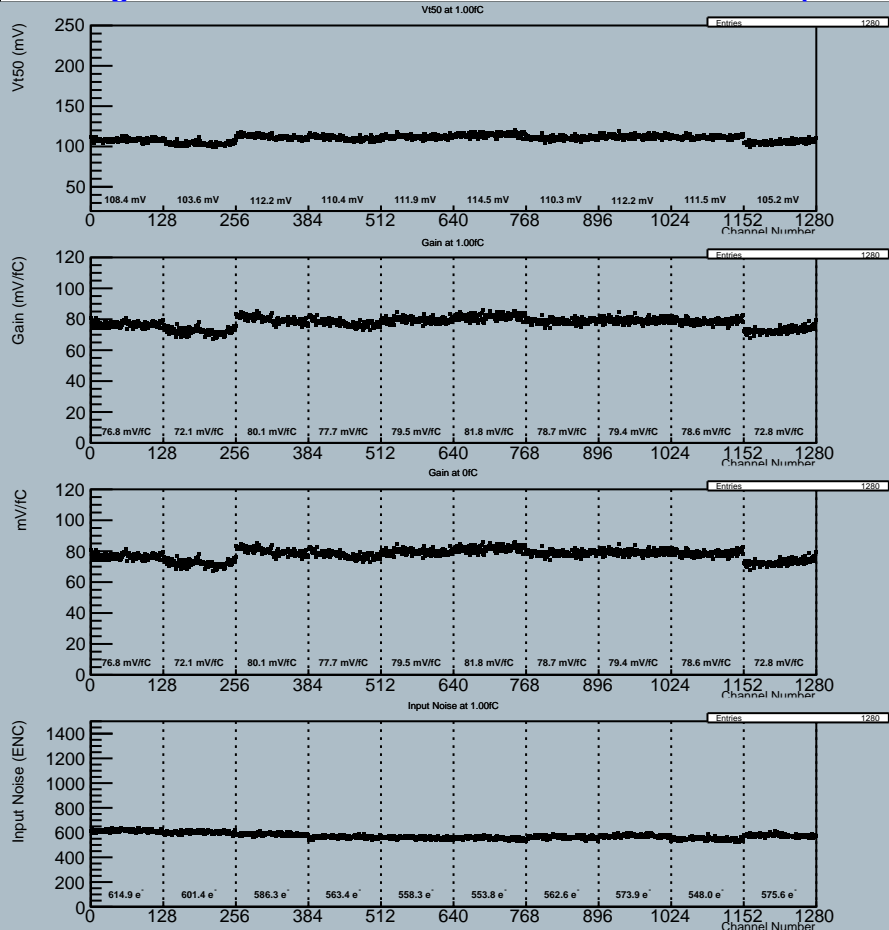 Vt50 at 1.00fC
Entries 1280
Vt50 (mV)
250
200
150
100
50
108.4 mV 103.6 mV 112.2 mV 110.4 mV 111.9 mV 114.5 mV 110.3 mV 112.2 mV 111.5 mV 105.2 mV
0 128 256 384 512 640 768 896 1024 1152 1280
Channel Number
Gain at 1.00fC
Entries 1280
Gain (mV/fC)
120
100
80
60
40
20
0
76.8 mV/fC 72.1 mV/fC 80.1 mV/fC 77.7 mV/fC 79.5 mV/fC 81.8 mV/fC 78.7 mV/fC 79.4 mV/fC 78.6 mV/fC 72.8 mV/fC
0 128 256 384 512 640 768 896 1024 1152 1280
Channel Number
Gain at 0fC
Entries 1280
mV/fC
120
100
80
60
40
20
0
76.8 mV/fC 72.1 mV/fC 80.1 mV/fC 77.7 mV/fC 79.5 mV/fC 81.8 mV/fC 78.7 mV/fC 79.4 mV/fC 78.6 mV/fC 72.8 mV/fC
0 128 256 384 512 640 768 896 1024 1152 1280
Channel Number
Input Noise at 1.00fC
Entries 1280
Input Noise (ENC)
1400
1200
1000
800
600
400
200
0
614.9 e⁻ 601.4 e⁻ 586.3 e⁻ 563.4 e⁻ 558.3 e⁻ 553.8 e⁻ 562.6 e⁻ 573.9 e⁻ 548.0 e⁻ 575.6 e⁻
0 128 256 384 512 640 768 896 1024 1152 1280
Channel Number